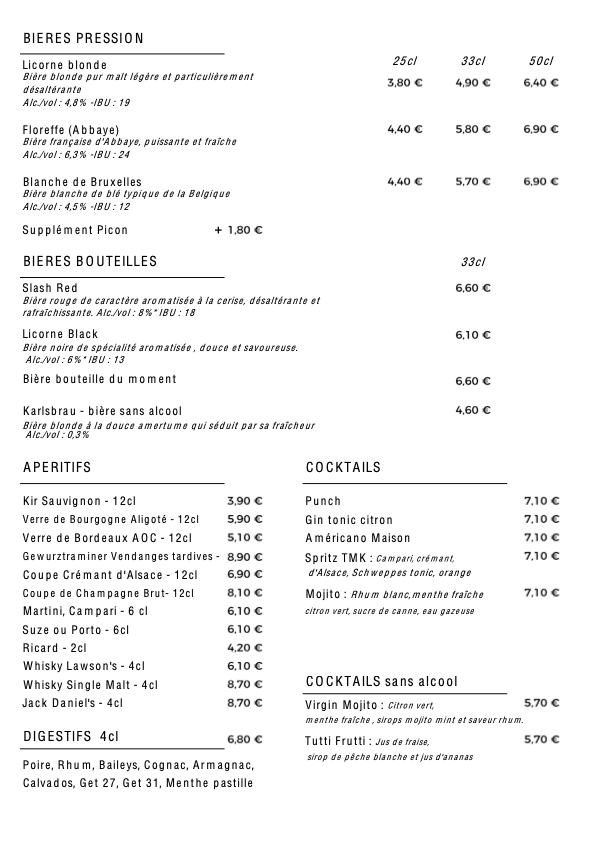 BIERES PRESSION
25cl 33cl 50cl
Licorne blonde
Bière blonde pur malt légère et particulièrement
désaltérante
3,80 € 4,90 € 6,40 €
Alc./vol : 4,8% -IBU : 19
Floreffe (Abbaye) 4,40 € 5,80 € 6,90 €
Bière française d'Abbaye, puissante et fraîche
Alc./vol : 6,3% -IBU : 24
Blanche de Bruxelles 4,40 € 5,70 € 6,90 €
Bière blanche de blé typique de la Belgique
Alc./vol : 4,5% -IBU : 12
Supplément Picon + 1,80 €
BIERES BOUTEILLES 33cl
Slash Red 6,60 €
Bière rouge de caractère aromatisée à la cerise, désaltérante et
rafraîchissante. Alc./vol : 8%* IBU : 18
Licorne Black 6,10 €
Bière noire de spécialité aromatisée , douce et savoureuse.
Alc./vol : 6%* IBU : 13
Bière bouteille du moment 6,60 €
Karlsbrau - bière sans alcool 4,60 €
Bière blonde à la douce amertume qui séduit par sa fraîcheur
Alc./vol : 0,3%
APERITIFS
Kir Sauvignon - 12cl 3,90 €
Verre de Bourgogne Aligoté - 12cl 5,90 €
Verre de Bordeaux AOC - 12cl 5,10 €
Gewurztraminer Vendanges tardives - 8,90 €
Coupe Crémant d'Alsace - 12cl 6,90 €
Coupe de Champagne Brut- 12cl 8,10 €
Martini, Campari - 6 cl 6,10 €
Suze ou Porto - 6cl 6,10 €
Ricard - 2cl 4,20 €
Whisky Lawson's - 4cl 6,10 €
Whisky Single Malt - 4cl 8,70 €
Jack Daniel's - 4cl 8,70 €
DIGESTIFS 4cl 6,80 €
Poire, Rhum, Baileys, Cognac, Armagnac,
Calvados, Get 27, Get 31, Menthe pastille
COCKTAILS
Punch 7,10 €
Gin tonic citron 7,10 €
Américano Maison 7,10 €
Spritz TMK : Campari, crémant, 7,10 €
d'Alsace, Schweppes tonic, orange
Mojito : Rhum blanc, menthe fraîche 7,10 €
citron vert, sucre de canne, eau gazeuse
COCKTAILS sans alcool
Virgin Mojito : Citron vert, 5,70 €
menthe fraîche , sirops mojito mint et saveur rhum.
Tutti Frutti : Jus de fraise, 5,70 €
sirop de pêche blanche et jus d'ananas